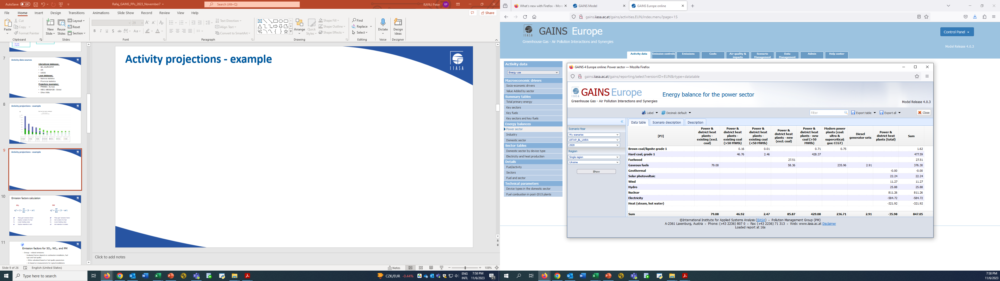 AutoSave Off
Rafaj_GAINS_PPs_2023_November7
Search (Alt+Q)
RAFAJ Peter RP
File Home Insert Draw Design Transitions Animations Slide Show Record Review View Help
Share
Paste
Cut
Copy
Format Painter
Clipboard
New Slide
Reuse Slides
Layout
Reset
Section
Slides
Font
Text Direction
Align Text
Convert to SmartArt
Paragraph
Arrange
Quick Styles
Shape Fill
Shape Outline
Shape Effects
Drawing
Find
Replace
Select
Editing
Dictate
Voice
Design Ideas
Designer
7
Activity data sources
International databases:
• IEA, EUROSTAT
• UN
• USGS
Local databases:
• National statistics
• Provincial statistics
Projections (examples):
• PRIMES - Europe
• WEO, MESSAGE - Global
• Other IAMs
8
Activity projections - example
9
Activity projections - example
10
Emission factors calculation
11
Emission factors for SO2, NOx, and PM
Activity projections - example
IIASA
Click to add notes
Slide 9 of 26 English (United States)
Notes
108%
Type here to search
CZK/EUR -0.44%
ENG INTL
7:58 PM
11/6/2023
21
What's new with Firefox - More
GAINS Model
GAINS Europe online
gains.iiasa.ac.at/gains/activities.EUN/index.menu?page=15
IIASA
GAINS Europe
Greenhouse Gas - Air Pollution Interactions and Synergies
Control Panel
Model Release 4.0.3
Activity data
Emission controls
Emissions
Costs
Air quality & impacts
Scenario Management
Data Management
Admin
Help center
Activity data
Energy use
Macroeconomic drivers
Socio-economic drivers
Value Added by sector
Summary tables
Total primary energy
Key sectors
Key fuels
Key sectors and key fuels
Energy balances
Power sector
Industry
Domestic sector
Sector tables
Domestic sector by device type
Electricity and heat production
Details
Fuel/activity
Sectors
Fuel and sector
Technical parameters
Device types in the domestic sector
Fuel combustion in post-2015 plants
GAINS 4 Europe online: Power sector — Mozilla Firefox
gains.iiasa.ac.at/gains/reporting/select?versionID=EUN&rtype=datatable
IIASA
GAINS Europe
Energy balance for the power sector
Greenhouse Gas - Air Pollution Interactions and Synergies
Model Release 4.0.3
Label Decimal: default
Filter
Export table
Export all
Close
Scenario-Year
My scenarios
LRTAP_BL_UKRA
2020
Region
Single region
Ukraine
Show
Data table Scenario description Description
[PJ]
Power & district heat plants - existing (excl. coal)
Power & district heat plants - existing coal (>50 MWth)
Power & district heat plants - existing coal (<50 MWth)
Power & district heat plants - new (excl. coal)
Power & district heat plants - new coal (>50 MWth)
Modern power plants (coal: ultra & supercritical; gas: CCGT)
Diesel generator sets
Power & district heat plants (total)
Sum
Brown coal/lignite grade 1 0.16 0.01 0.71 0.75 1.62
Hard coal, grade 1 46.76 2.46 428.37 477.59
Fuelwood 27.51 27.51
Gaseous fuels 79.08 58.36 235.96 2.91 376.30
Geothermal -0.00 -0.00
Solar photovoltaic 22.24 22.24
Wind 11.27 11.27
Hydro 25.88 25.88
Nuclear 811.26 811.26
Electricity -584.72 -584.72
Heat (steam, hot water) -321.92 -321.92
Sum 79.08 46.92 2.47 85.87 429.08 236.71 2.91 -35.98 847.05
©International Institute for Applied Systems Analysis (IIASA) • Pollution Management Group (PM)
A-2361 Laxenburg, Austria • Phone: (+43 2236) 807 0 • Fax: (+43 2236) 71 313 • Web: www.iiasa.ac.at Disclaimer
Loaded report at 16s
7:58 PM
11/6/2023